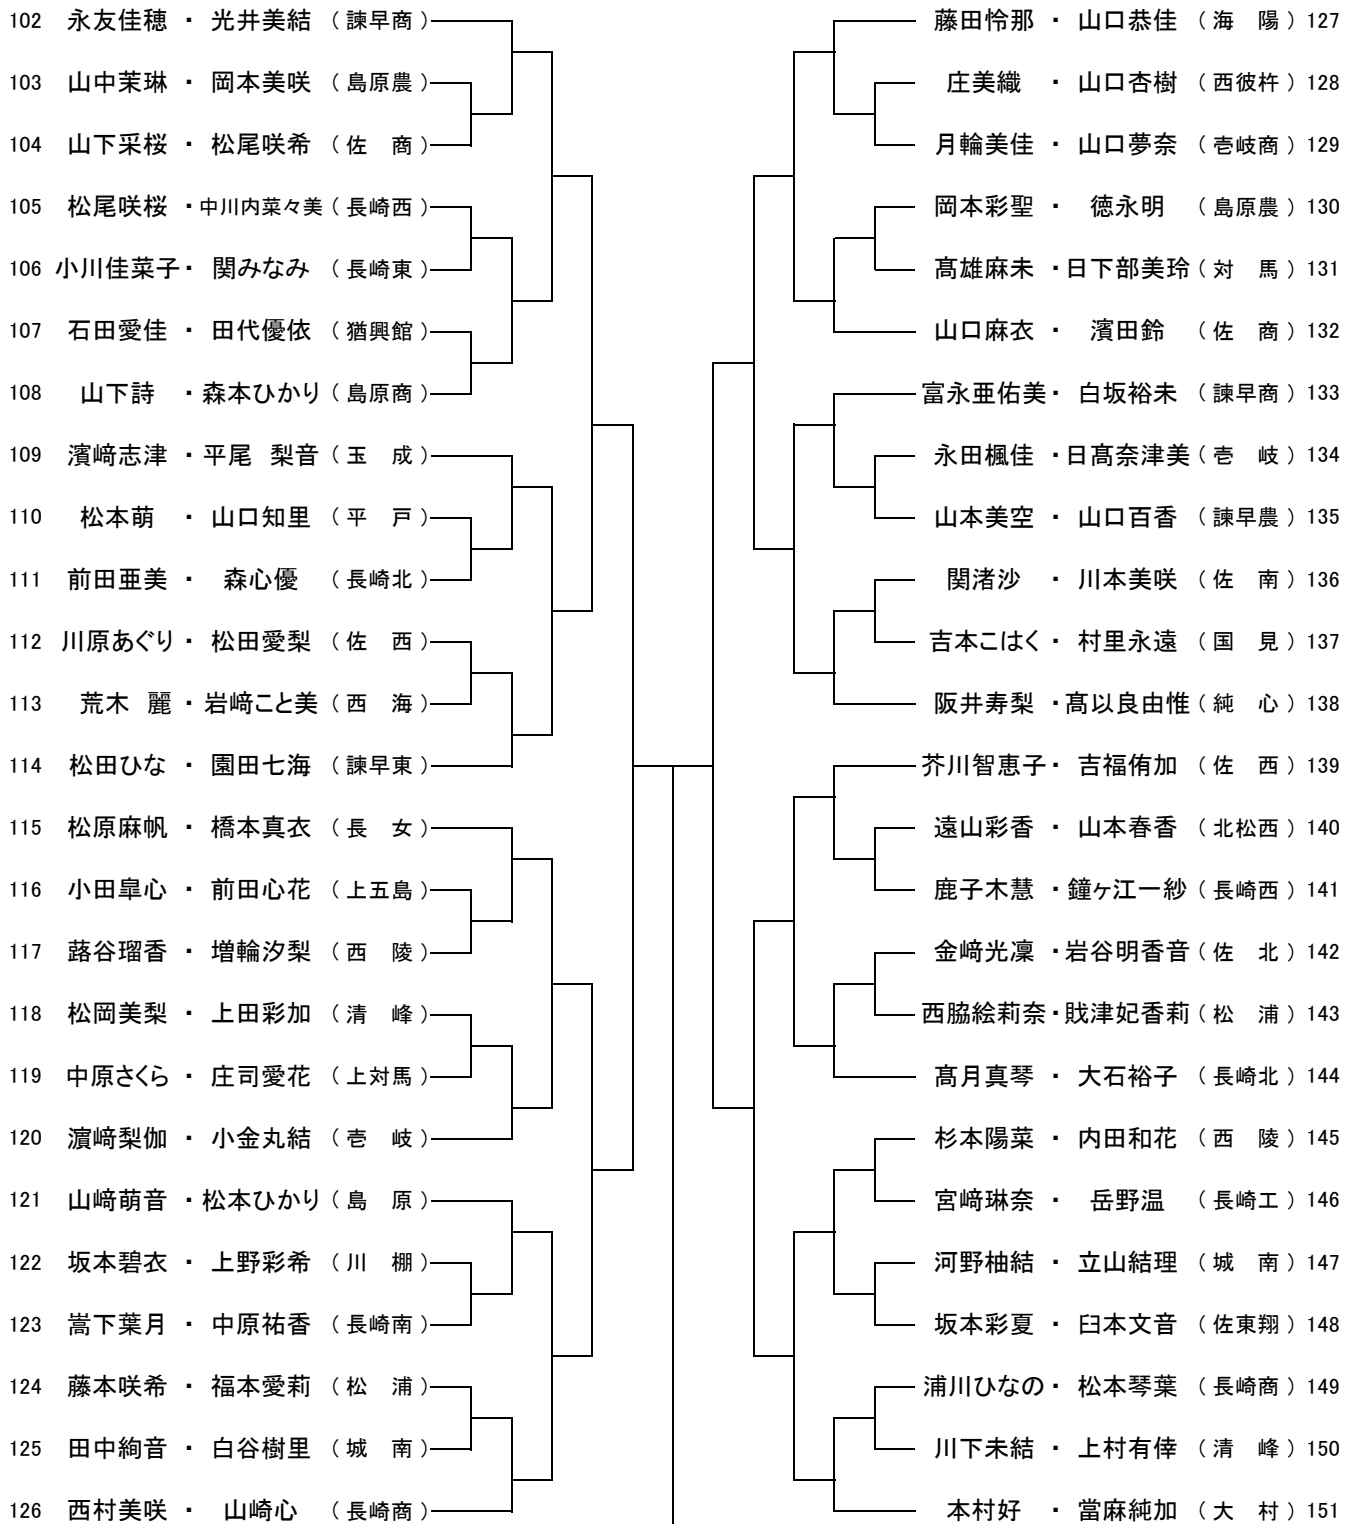 102 永友佳穂 ・ 光井美結 （諫早商）
103 山中茉琳 ・ 岡本美咲 （島原農）
104 山下采桜 ・ 松尾咲希 （佐　商）
105 松尾咲桜 ・ 中川内菜々美 （長崎西）
106 小川佳菜子 ・ 関みなみ （長崎東）
107 石田愛佳 ・ 田代優依 （猶興館）
108 山下詩 ・ 森本ひかり （島原商）
109 濱﨑志津 ・ 平尾　梨音 （玉　成）
110 松本萌 ・ 山口知里 （平　戸）
111 前田亜美 ・ 森心優 （長崎北）
112 川原あぐり ・ 松田愛梨 （佐　西）
113 荒木　麗 ・ 岩﨑こと美 （西　海）
114 松田ひな ・ 園田七海 （諫早東）
115 松原麻帆 ・ 橋本真衣 （長　女）
116 小田皐心 ・ 前田心花 （上五島）
117 蕗谷瑠香 ・ 増輪汐梨 （西　陵）
118 松岡美梨 ・ 上田彩加 （清　峰）
119 中原さくら ・ 庄司愛花 （上対馬）
120 濵﨑梨伽 ・ 小金丸結 （壱　岐）
121 山﨑萌音 ・ 松本ひかり （島　原）
122 坂本碧衣 ・ 上野彩希 （川　棚）
123 嵩下葉月 ・ 中原祐香 （長崎南）
124 藤本咲希 ・ 福本愛莉 （松　浦）
125 田中絢音 ・ 白谷樹里 （城　南）
126 西村美咲 ・ 山崎心 （長崎商）
藤田怜那 ・ 山口恭佳 （海　陽） 127
庄美織 ・ 山口杏樹 （西彼杵） 128
月輪美佳 ・ 山口夢奈 （壱岐商） 129
岡本彩聖 ・ 徳永明 （島原農） 130
髙雄麻未 ・ 日下部美玲 （対　馬） 131
山口麻衣 ・ 濱田鈴 （佐　商） 132
富永亜佑美 ・ 白坂裕未 （諫早商） 133
永田楓佳 ・ 日髙奈津美 （壱　岐） 134
山本美空 ・ 山口百香 （諫早農） 135
関渚沙 ・ 川本美咲 （佐　南） 136
吉本こはく ・ 村里永遠 （国　見） 137
阪井寿梨 ・ 髙以良由惟 （純　心） 138
芥川智恵子 ・ 吉福侑加 （佐　西） 139
遠山彩香 ・ 山本春香 （北松西） 140
鹿子木慧 ・ 鐘ヶ江一紗 （長崎西） 141
金﨑光凜 ・ 岩谷明香音 （佐　北） 142
西脇絵莉奈 ・ 戝津妃香莉 （松　浦） 143
髙月真琴 ・ 大石裕子 （長崎北） 144
杉本陽菜 ・ 内田和花 （西　陵） 145
宮﨑琳奈 ・ 岳野温 （長崎工） 146
河野柚結 ・ 立山結理 （城　南） 147
坂本彩夏 ・ 臼本文音 （佐東翔） 148
浦川ひなの ・ 松本琴葉 （長崎商） 149
川下未結 ・ 上村有倖 （清　峰） 150
本村好 ・ 當麻純加 （大　村） 151